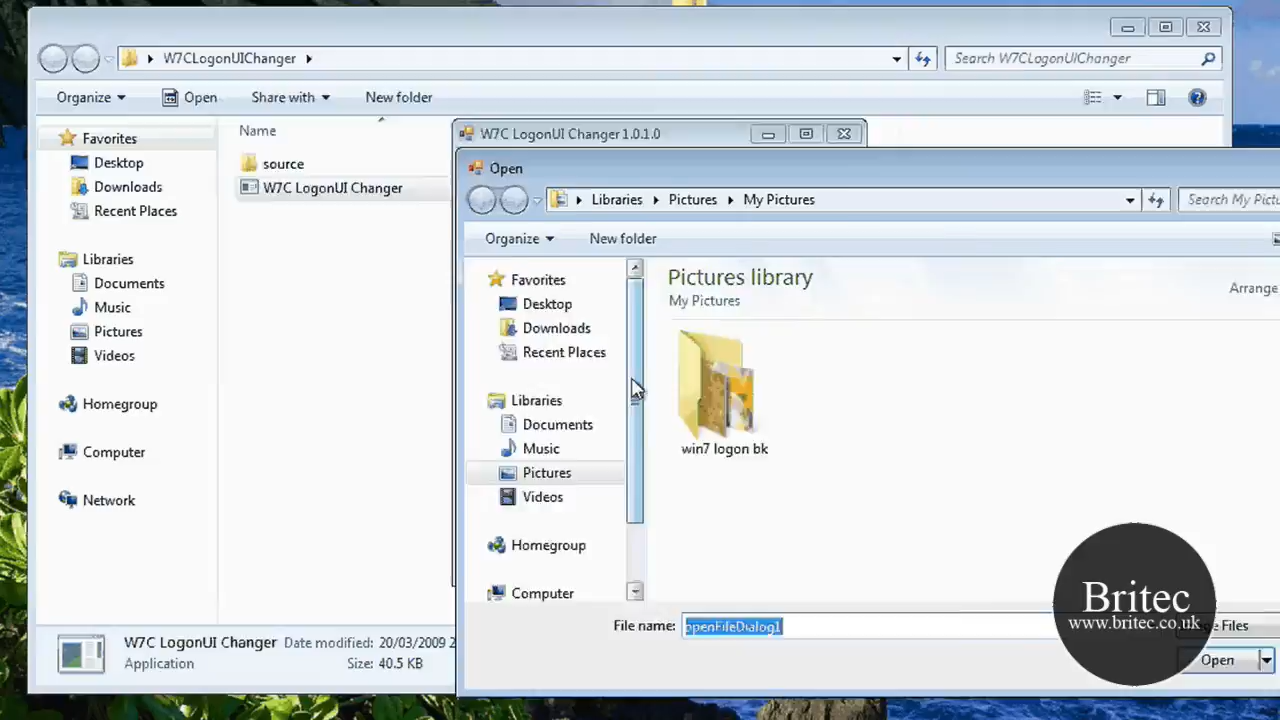 W7CLogonUIChanger
Search W7CLogonUIChanger
Organize
Open
Share with
New folder
Favorites
Desktop
Downloads
Recent Places
Libraries
Documents
Music
Pictures
Videos
Homegroup
Computer
Network
Name
source
W7C LogonUI Changer
W7C LogonUI Changer Date modified: 20/03/2009 2
Application Size: 40.5 KB
W7C LogonUI Changer 1.0.1.0
Open
Libraries Pictures My Pictures
Search My Pictu
Organize
New folder
Favorites
Desktop
Downloads
Recent Places
Libraries
Documents
Music
Pictures
Videos
Homegroup
Computer
Pictures library
My Pictures
Arrange
win7 logon bk
File name: openFileDialog1
Files
Open
Britec
www.britec.co.uk